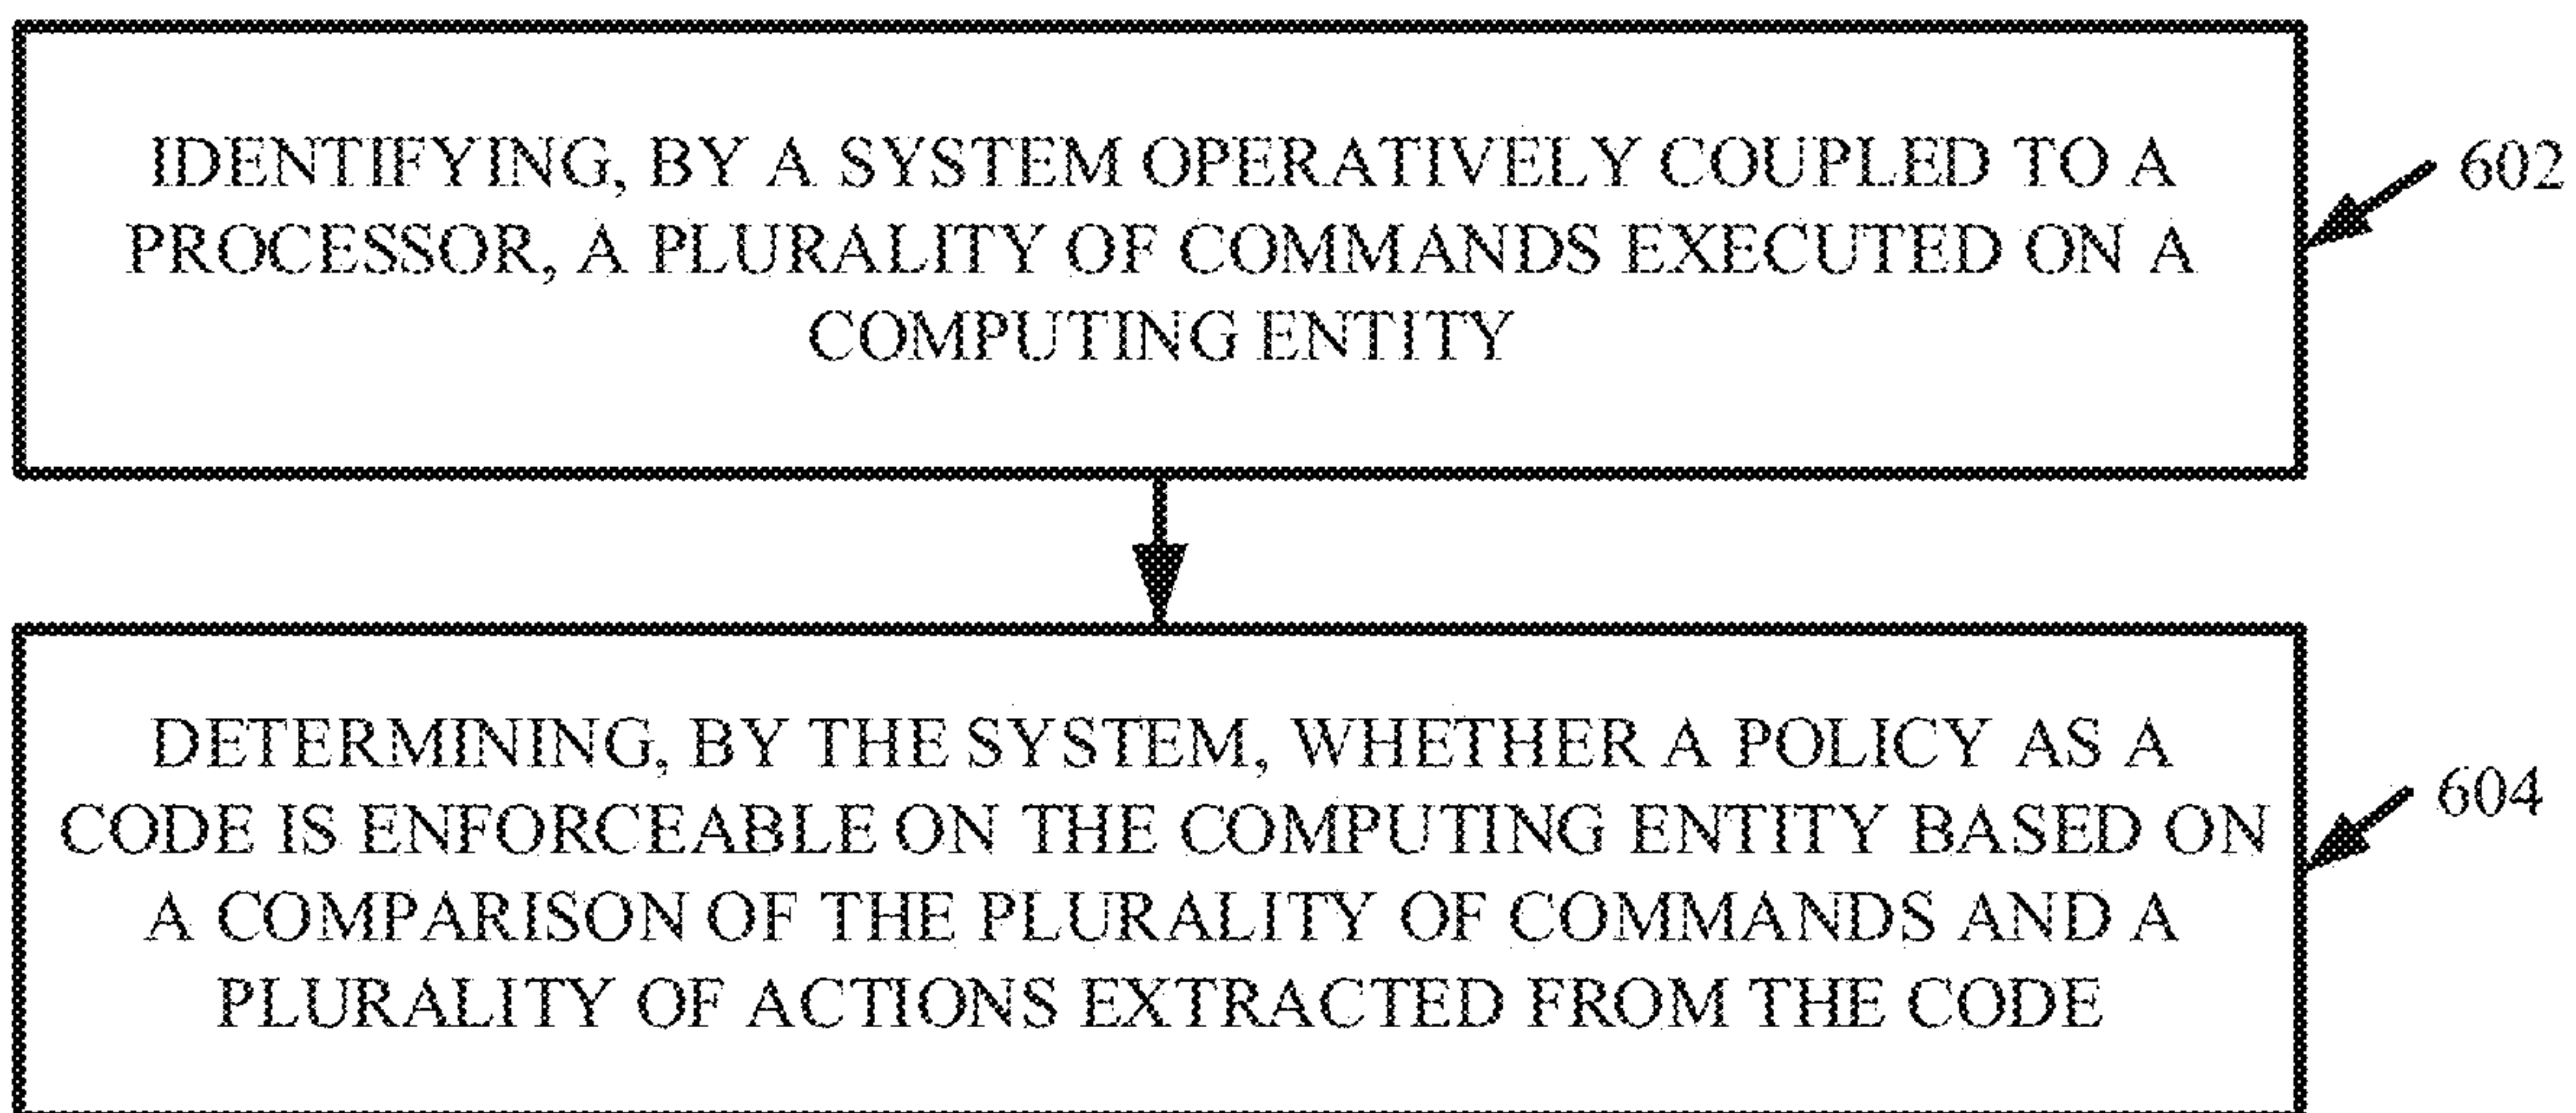 IDENTIFYING, BY A SYSTEM OPERATIVELY COUPLED TO A
PROCESSOR, A PLURALITY OF COMMANDS EXECUTED ON A
COMPUTING ENTITY
602
DETERMINING, BY THE SYSTEM, WHETHER A POLICY AS A
CODE IS ENFORCEABLE ON THE COMPUTING ENTITY BASED ON
A COMPARISON OF THE PLURALITY OF COMMANDS AND A
PLURALITY OF ACTIONS EXTRACTED FROM THE CODE
604